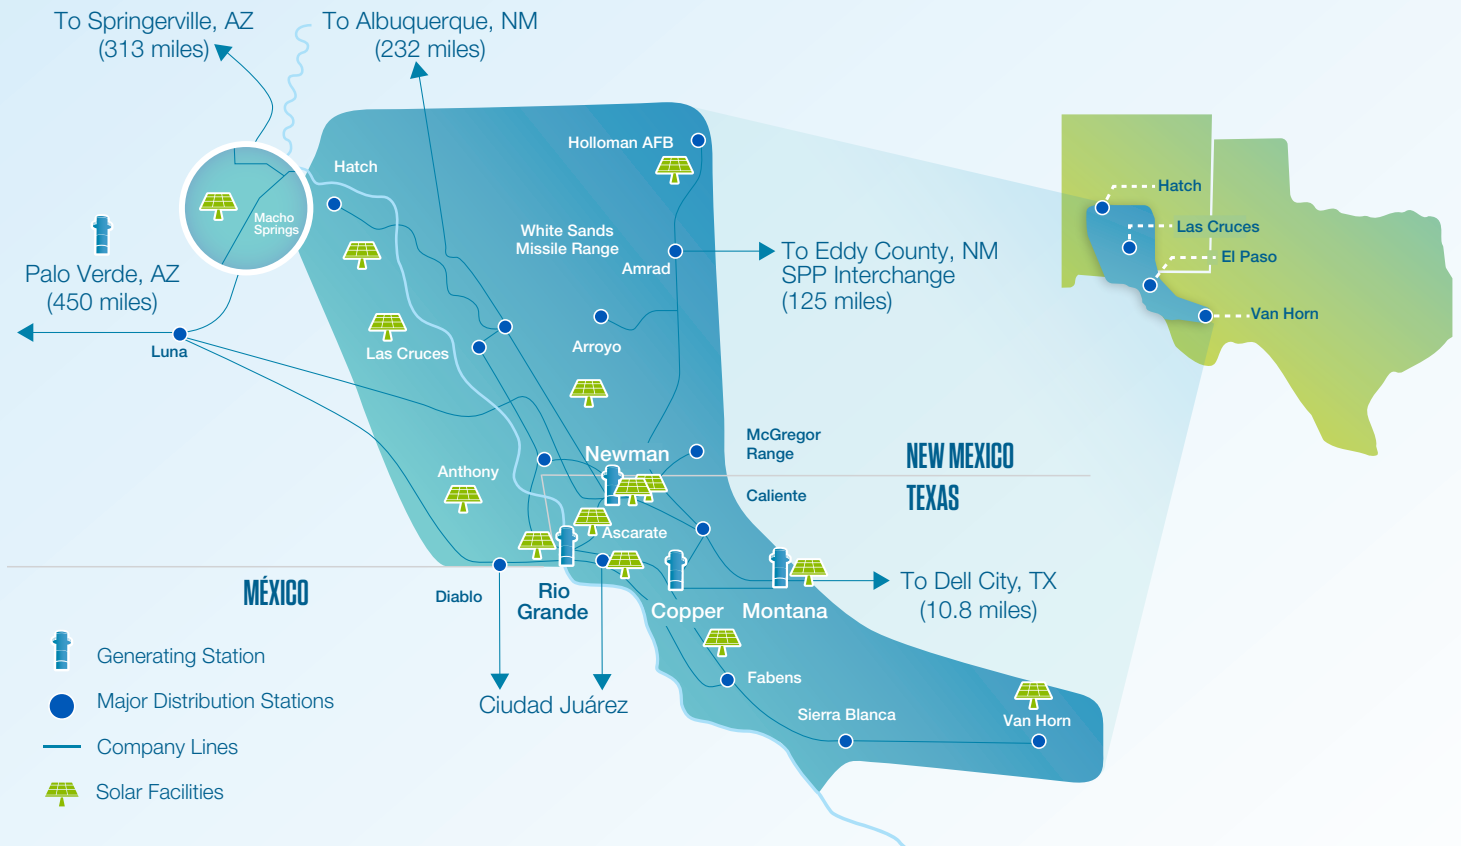 To Springerville, AZ
(313 miles)
To Albuquerque, NM
(232 miles)
Holloman AFB
Hatch
Macho
Springs
White Sands
Missile Range
Amrad
To Eddy County, NM
SPP Interchange
(125 miles)
Palo Verde, AZ
(450 miles)
Luna
Las Cruces
Arroyo
Hatch
Las Cruces
El Paso
Van Horn
McGregor
Range
NEW MEXICO
TEXAS
Newman
Anthony
Caliente
Ascarate
MÉXICO
Diablo
Rio
Grande
Copper
Montana
To Dell City, TX
(10.8 miles)
Ciudad Juárez
Fabens
Sierra Blanca
Van Horn
Generating Station
Major Distribution Stations
Company Lines
Solar Facilities